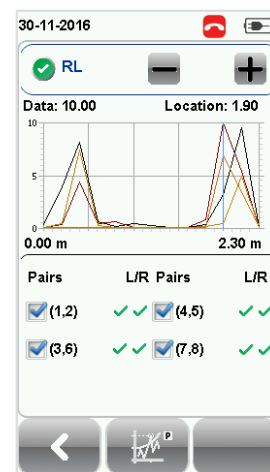 30-11-2016
RL
Data: 10.00 Location: 1.90
10
5
0
0.00 m 2.30 m
Pairs L/R Pairs L/R
(1,2) (4,5)
(3,6) (7,8)
P